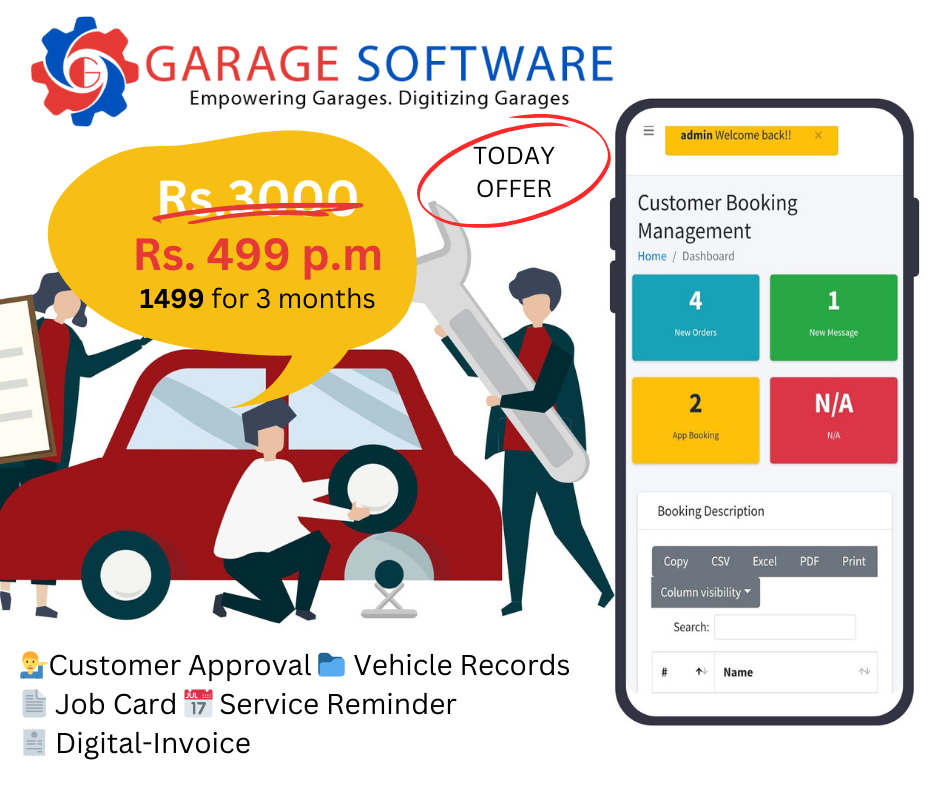 GARAGE SOFTWARE
Empowering Garages. Digitizing Garages
TODAY
OFFER
Rs.3000
Rs. 499 p.m
1499 for 3 months
admin Welcome back!! ×
Customer Booking
Management
Home / Dashboard
4
New Orders
1
New Message
2
App Booking
N/A
N/A
Booking Description
Copy CSV Excel PDF Print
Column visibility
Search:
# Name
Customer Approval Vehicle Records
Job Card JUL 17 Service Reminder
Digital-Invoice